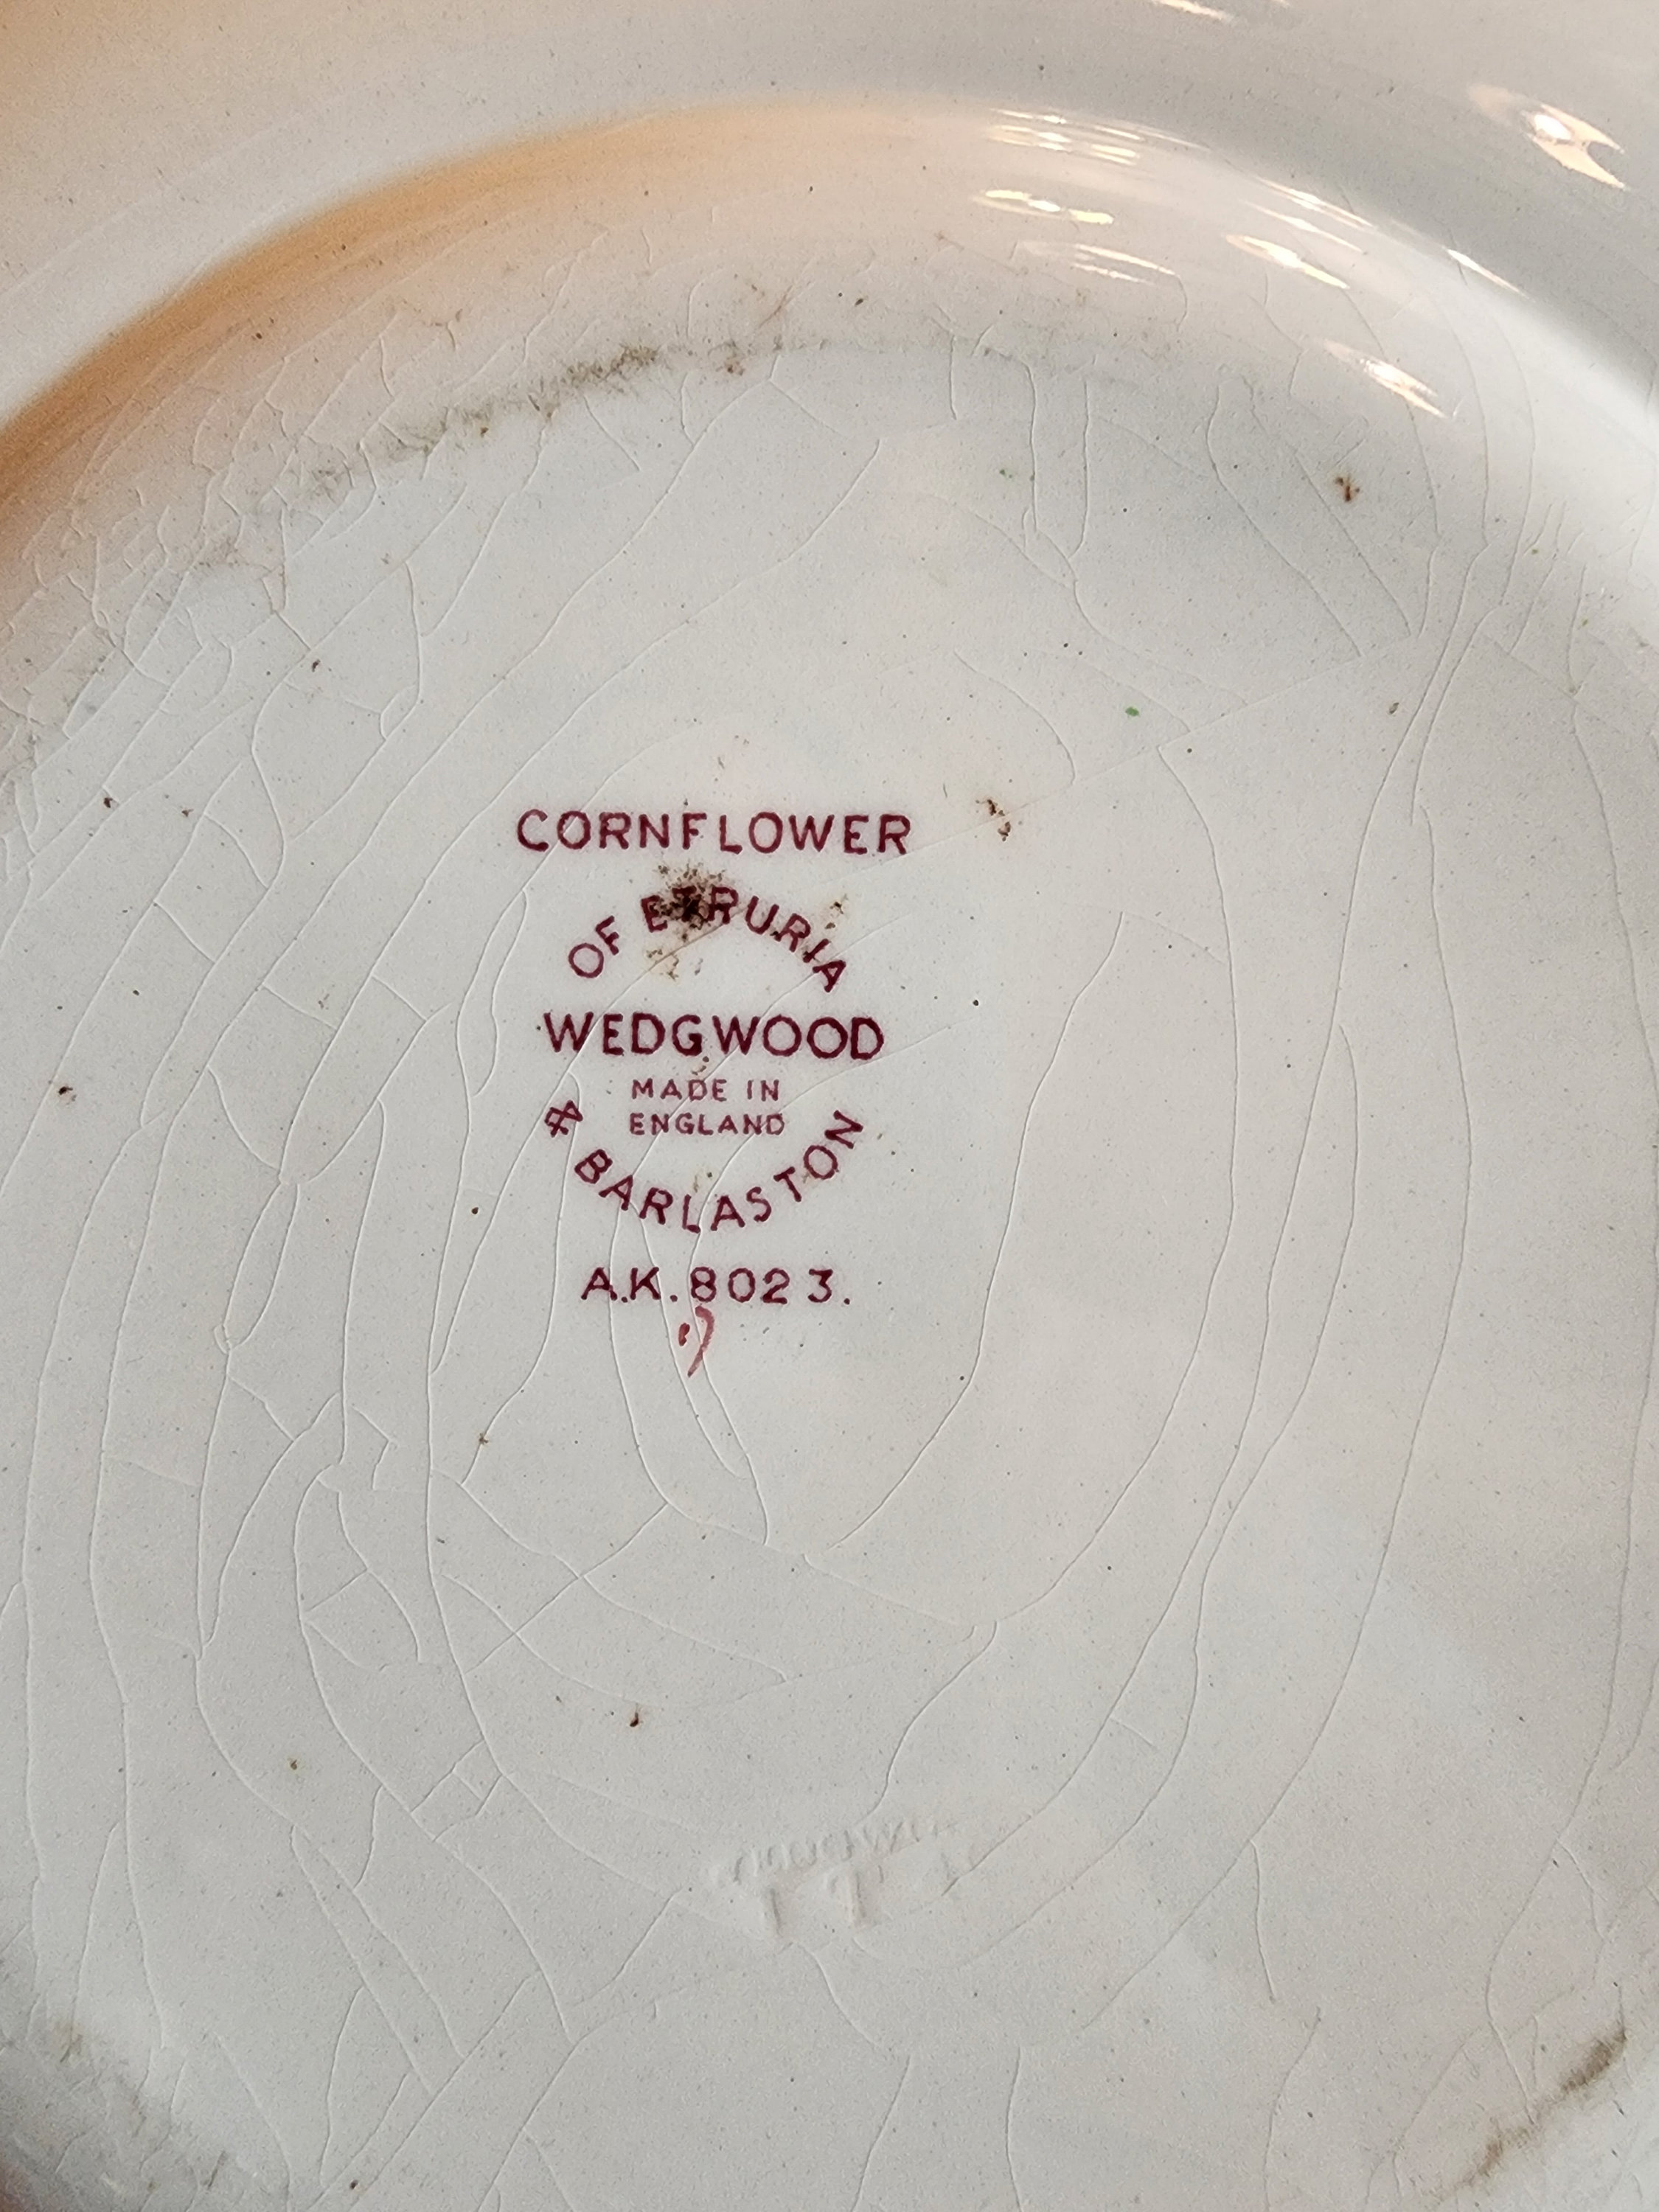 CORNFLOWER
OF ETRURIA
WEDGWOOD
MADE IN
ENGLAND
& BARLASTON
A.K. 8023.